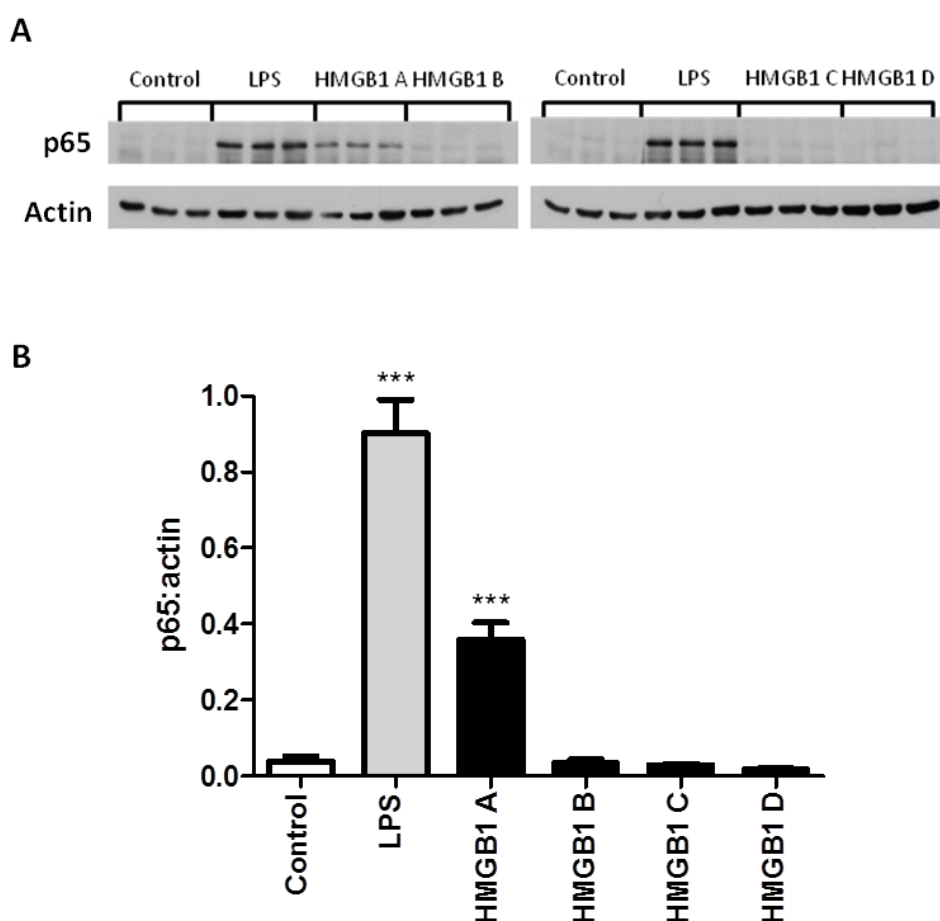 A
Control LPS HMGB1 A HMGB1 B Control LPS HMGB1 C HMGB1 D
p65
Actin
B
***
1.0
0.8
0.6
***
0.4
0.2
0.0
p65:actin
Control LPS HMGB1 A HMGB1 B HMGB1 C HMGB1 D